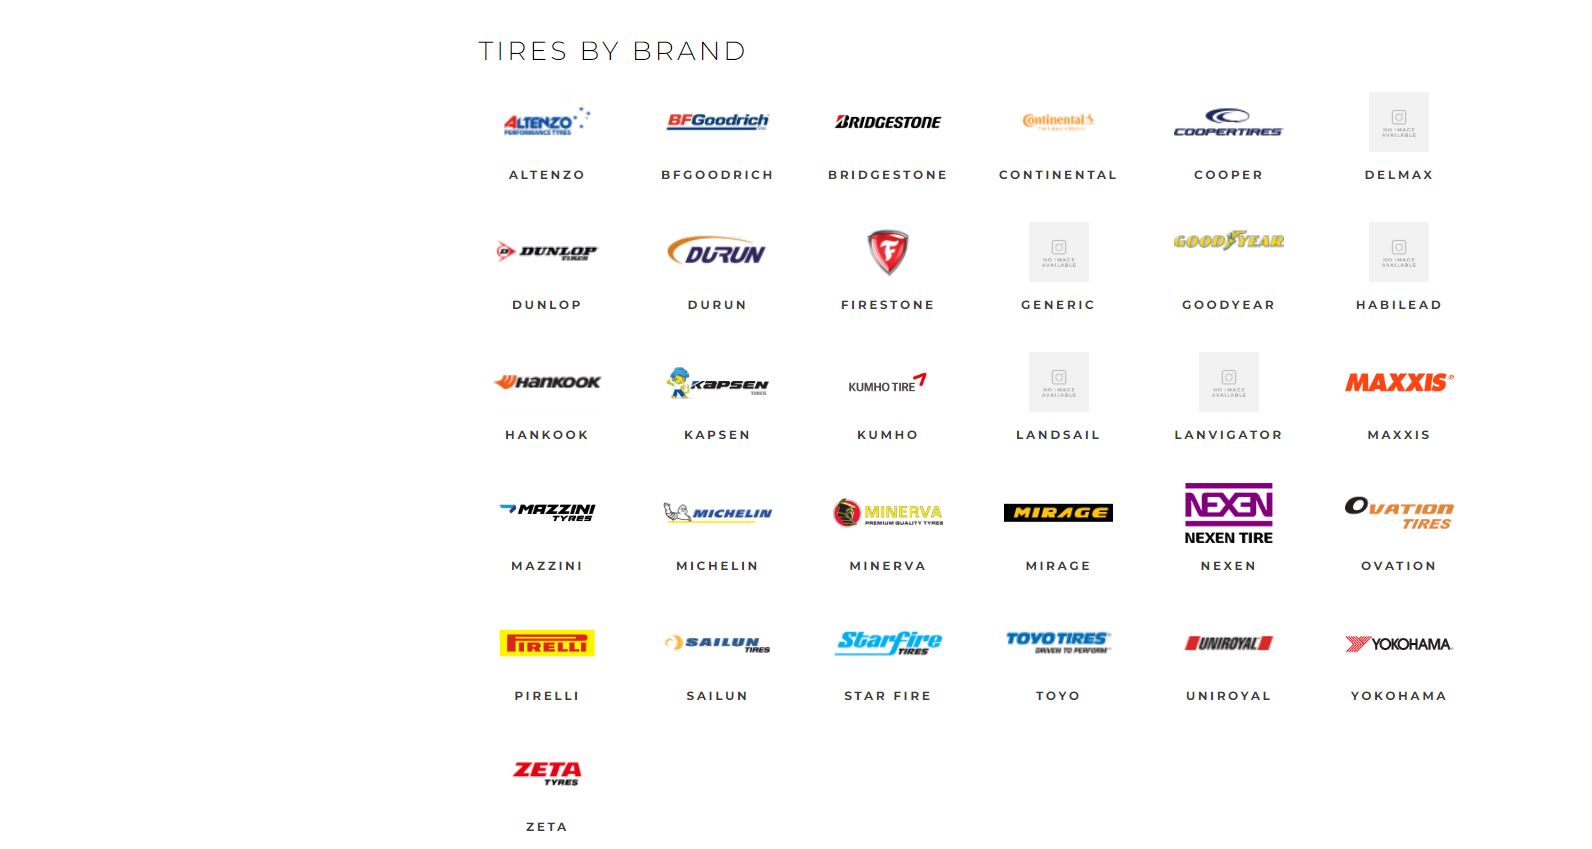 TIRES BY BRAND
ALTENZO
PERFORMANCE TYRES
BFGoodrich
BRIDGESTONE
Continental
COOPERTIRES
NO IMAGE
AVAILABLE
ALTENZO
BFGOODRICH
BRIDGESTONE
CONTINENTAL
COOPER
DELMAX
DUNLOP
TIRES
DURUN
F
NO IMAGE
AVAILABLE
GOODYEAR
NO IMAGE
AVAILABLE
DUNLOP
DURUN
FIRESTONE
GENERIC
GOODYEAR
HABILEAD
HANKOOK
KAPSEN
TIRES
KUMHO TIRE
NO IMAGE
AVAILABLE
NO IMAGE
AVAILABLE
MAXXIS®
HANKOOK
KAPSEN
KUMHO
LANDSAIL
LANVIGATOR
MAXXIS
MAZZINI
TYRES
MICHELIN
MINERVA
PREMIUM QUALITY TYRES
MIRAGE
NEXEN
NEXEN TIRE
OVATION
TIRES
MAZZINI
MICHELIN
MINERVA
MIRAGE
NEXEN
OVATION
PIRELLI
SAILUN
TIRES
Starfire
TIRES
TOYO TIRES
DRIVEN TO PERFORM
UNIROYAL
YOKOHAMA
PIRELLI
SAILUN
STAR FIRE
TOYO
UNIROYAL
YOKOHAMA
ZETA
TYRES
ZETA